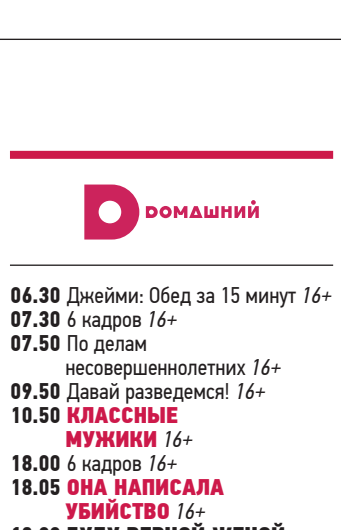 Домашний
06.30 Джейми: Обед за 15 минут 16+
07.30 6 кадров 16+
07.50 По делам
несовершеннолетних 16+
09.50 Давай разведемся! 16+
10.50 КЛАССНЫЕ
МУЖИКИ 16+
18.00 6 кадров 16+
18.05 ОНА НАПИСАЛА
УБИЙСТВО 16+